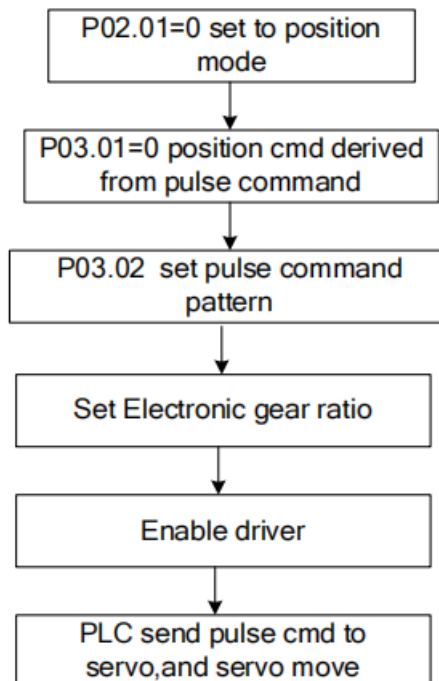 P02.01=0 set to position
mode
P03.01=0 position cmd derived
from pulse command
P03.02  set pulse command
pattern
Set Electronic gear ratio
Enable driver
PLC send pulse cmd to
servo,and servo move